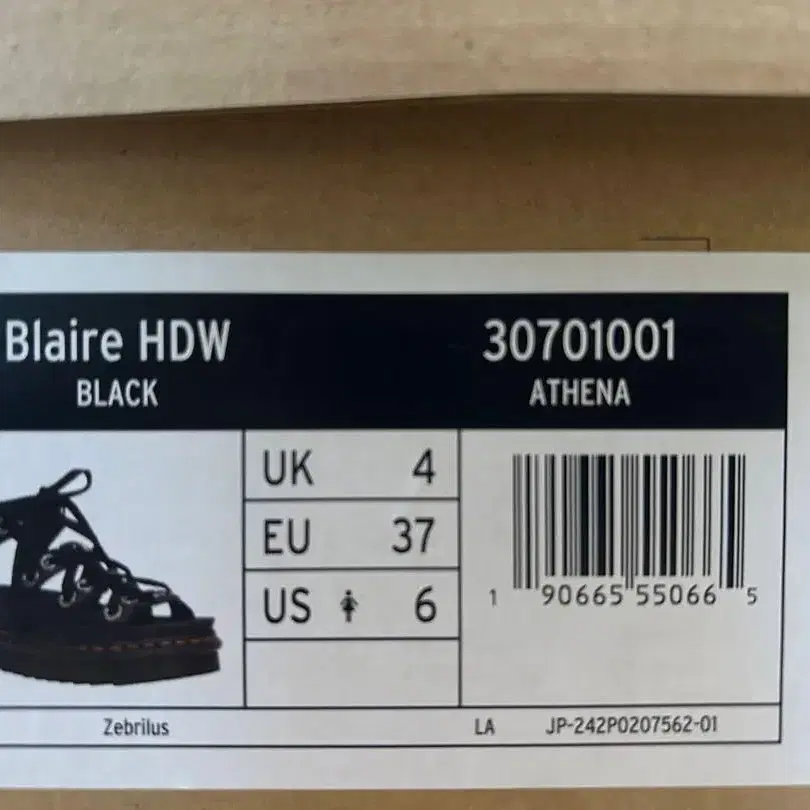 Blaire HDW 30701001
BLACK ATHENA
UK 4
EU 37
US 6
1 90665 55066 5
Zebrilus LA JP-242P0207562-01